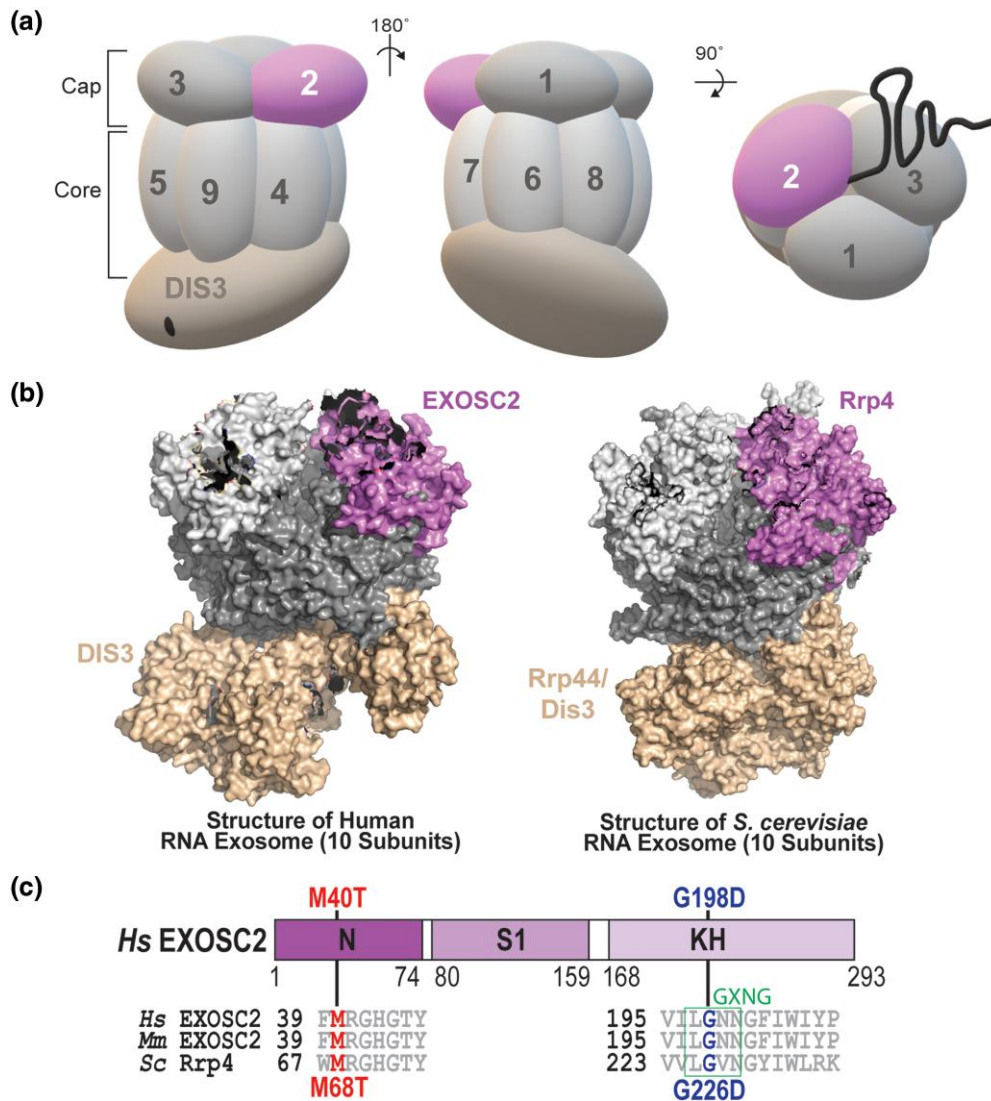 (a)
Cap
Core
3
2
5
9
4
DIS3
180°
1
7
6
8
90°
2
3
1
(b)
EXOSC2
DIS3
Structure of Human
RNA Exosome (10 Subunits)
Rrp4
Rrp44/
Dis3
Structure of S. cerevisiae
RNA Exosome (10 Subunits)
(c)
M40T G198D
Hs EXOSC2 N S1 KH
1 74 80 159 168 293
GXNG
Hs EXOSC2 39 FMRGHGTY 195 VILGNNGFIWIYP
Mm EXOSC2 39 FMRGHGTY 195 VILGNNGFIWIYP
Sc Rrp4 67 WMRGHGTY 223 VVLGVNGYIWLRK
M68T G226D